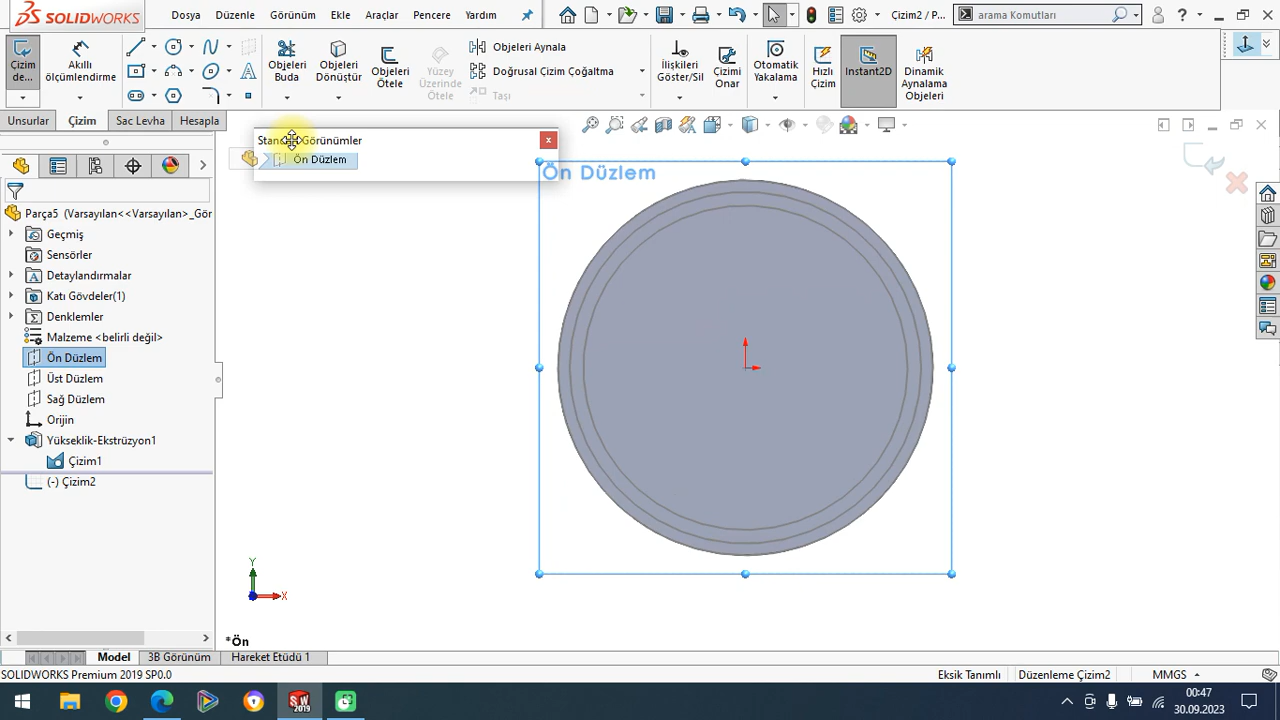 SOLIDWORKS
Dosya Düzenle Görünüm Ekle Araçlar Pencere Yardım
Çizim2 / P...
arama Komutları
Çizim de...
Akıllı ölçümlendirme
Objeleri Buda
Objeleri Dönüştür
Objeleri Ötele
Yüzey Üzerinde Ötele
Objeleri Aynala
Doğrusal Çizim Çoğaltma
Taşı
İlişkileri Göster/Sil
Çizimi Onar
Otomatik Yakalama
Hızlı Çizim
Instant2D
Dinamik Aynalama Objeleri
Unsurlar Çizim Sac Levha Hesapla
Standart Görünümler
Ön Düzlem
Ön Düzlem
Parça5 (Varsayılan<<Varsayılan>_Gör
Geçmiş
Sensörler
Detaylandırmalar
Katı Gövdeler(1)
Denklemler
Malzeme <belirli değil>
Ön Düzlem
Üst Düzlem
Sağ Düzlem
Orijin
Yükseklik-Ekstrüzyon1
Çizim1
(-) Çizim2
Y
X
*Ön
Model 3B Görünüm Hareket Etüdü 1
SOLIDWORKS Premium 2019 SP0.0
Eksik Tanımlı Düzenleme Çizim2 MMGS
SW 2019
00:47
30.09.2023